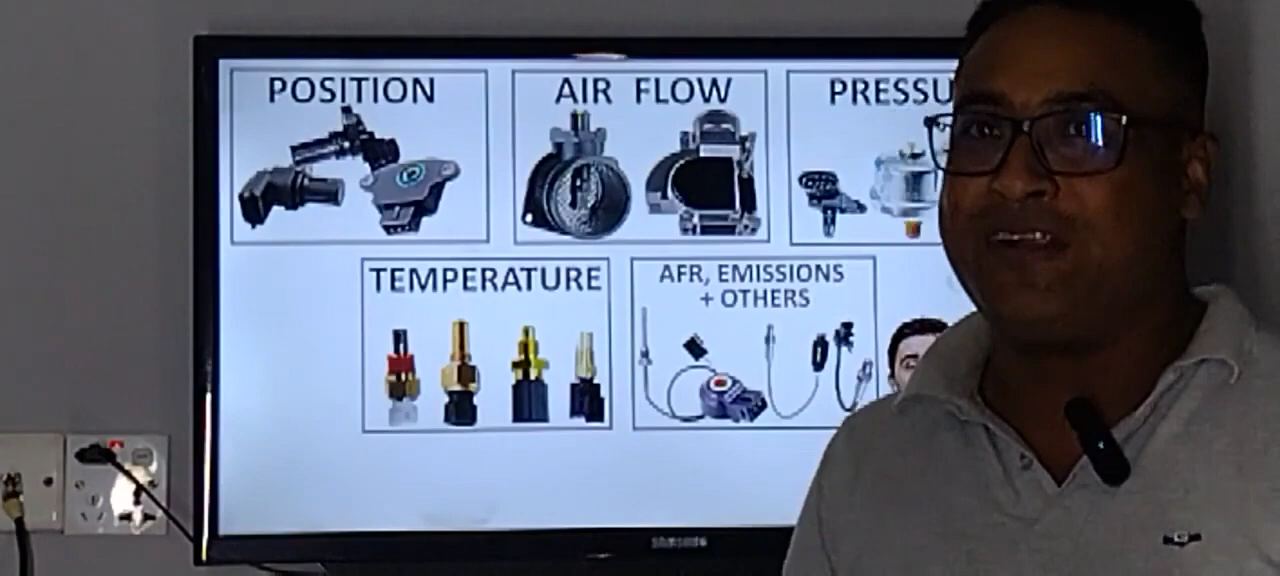 POSITION
AIR FLOW
PRESSU
TEMPERATURE
AFR, EMISSIONS
+ OTHERS
SAMSUNG